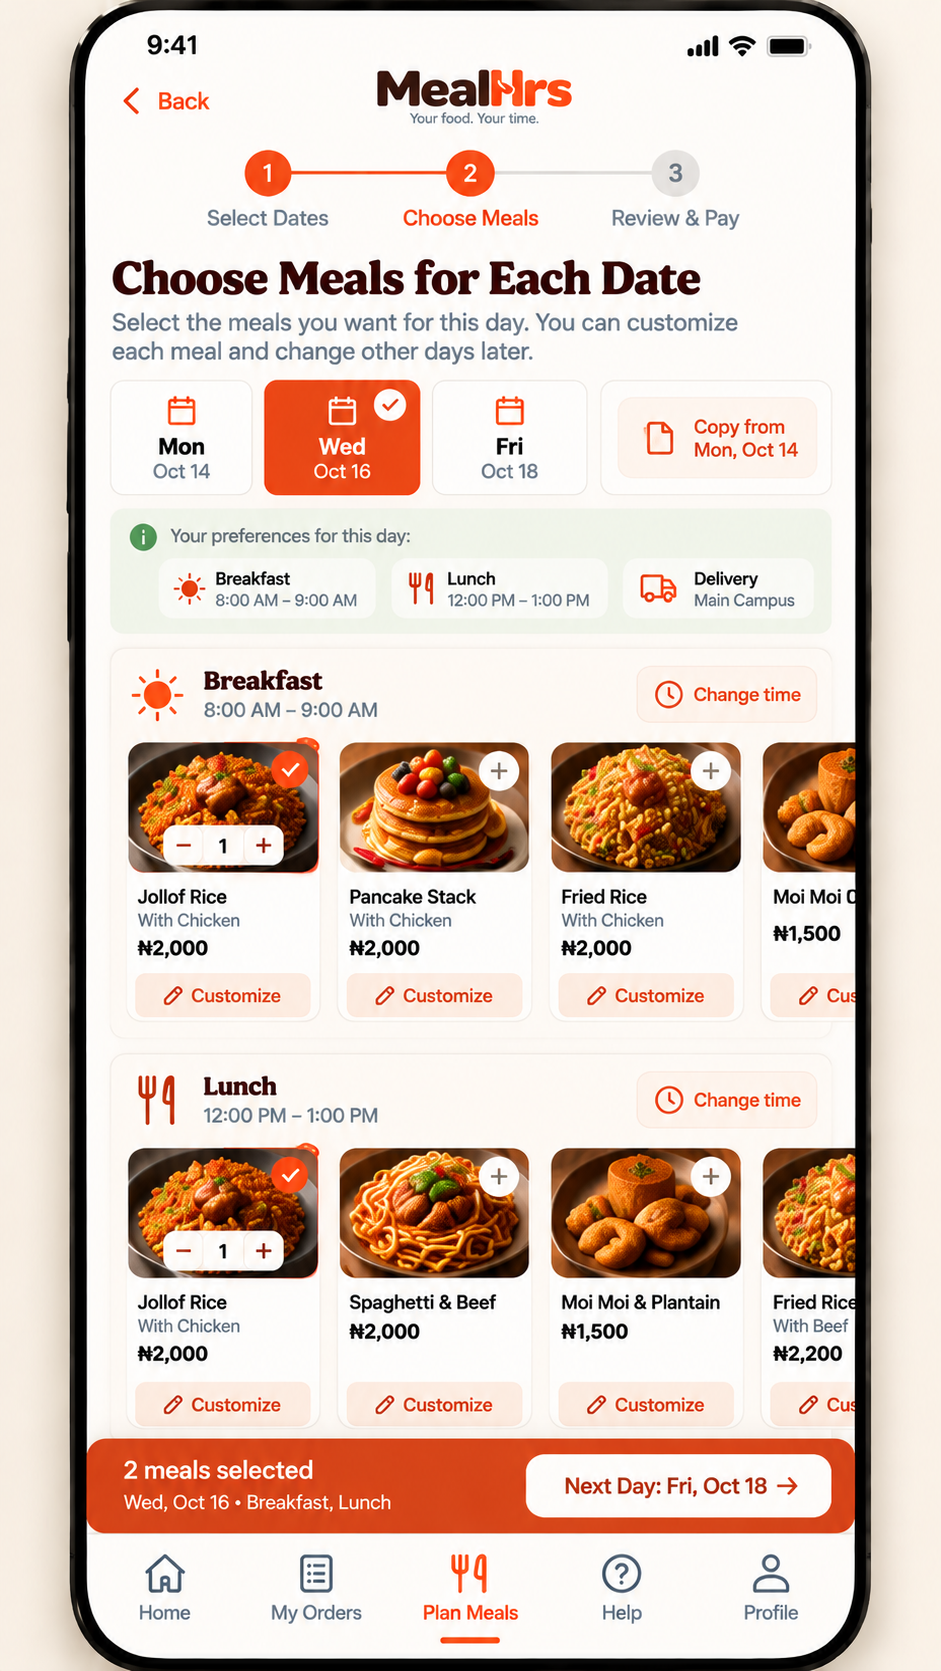 9:41
Back
MealHrs
Your food. Your time.
1
2
3
Select Dates
Choose Meals
Review & Pay
Choose Meals for Each Date
Select the meals you want for this day. You can customize
each meal and change other days later.
Mon
Oct 14
Wed
Oct 16
Fri
Oct 18
Copy from
Mon, Oct 14
Your preferences for this day:
Breakfast
8:00 AM – 9:00 AM
Lunch
12:00 PM – 1:00 PM
Delivery
Main Campus
Breakfast
8:00 AM – 9:00 AM
Change time
1
Jollof Rice
With Chicken
₦2,000
Customize
Pancake Stack
With Chicken
₦2,000
Customize
Fried Rice
With Chicken
₦2,000
Customize
Moi Moi
₦1,500
Cus
Lunch
12:00 PM – 1:00 PM
Change time
1
Jollof Rice
With Chicken
₦2,000
Customize
Spaghetti & Beef
₦2,000
Customize
Moi Moi & Plantain
₦1,500
Customize
Fried Rice
With Beef
₦2,200
Cus
2 meals selected
Wed, Oct 16 • Breakfast, Lunch
Next Day: Fri, Oct 18 →
Home
My Orders
Plan Meals
Help
Profile